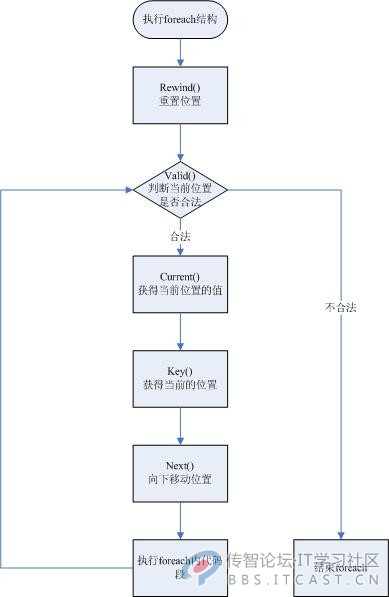 执行foreach结构
Rewind()
重置位置
Valid()
判断当前位置
是否合法
合法
Current()
获得当前位置的值
不合法
Key()
获得当前的位置
Next()
向下移动位置
执行foreach内代码
段
结束foreach
传智论坛-IT学习社区
BBS.ITCAST.CN